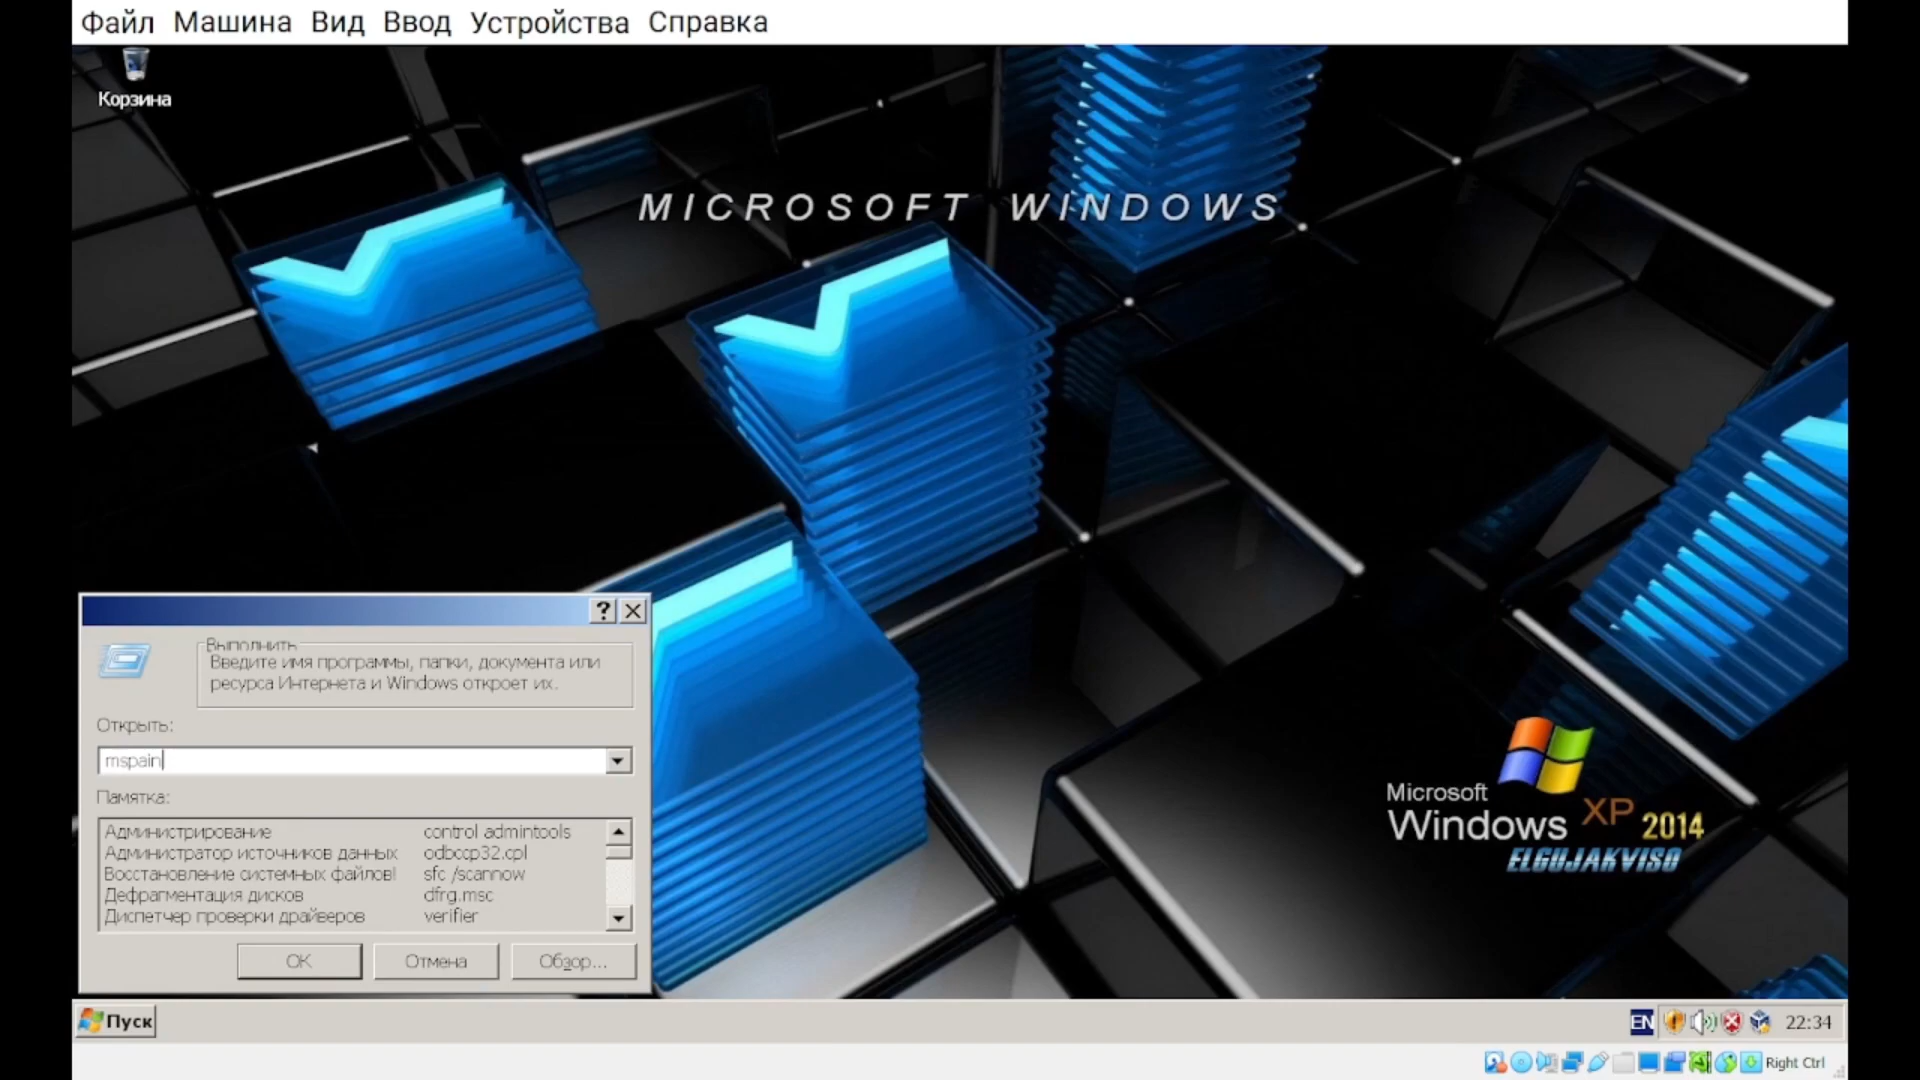 Файл Машина Вид Ввод Устройства Справка
Корзина
MICROSOFT WINDOWS
Выполнить
Введите имя программы, папки, документа или
ресурса Интернета и Windows откроет их.
Открыть:
mspain
Памятка:
Администрирование control admintools
Администратор источников данных odbccp32.cpl
Восстановление системных файлов! sfc /scannow
Дефрагментация дисков dfrg.msc
Диспетчер проверки драйверов verifier
OK Отмена Обзор...
Microsoft
Windows XP 2014
ELGUJAKVISO
Пуск
EN 22:34
Right Ctrl